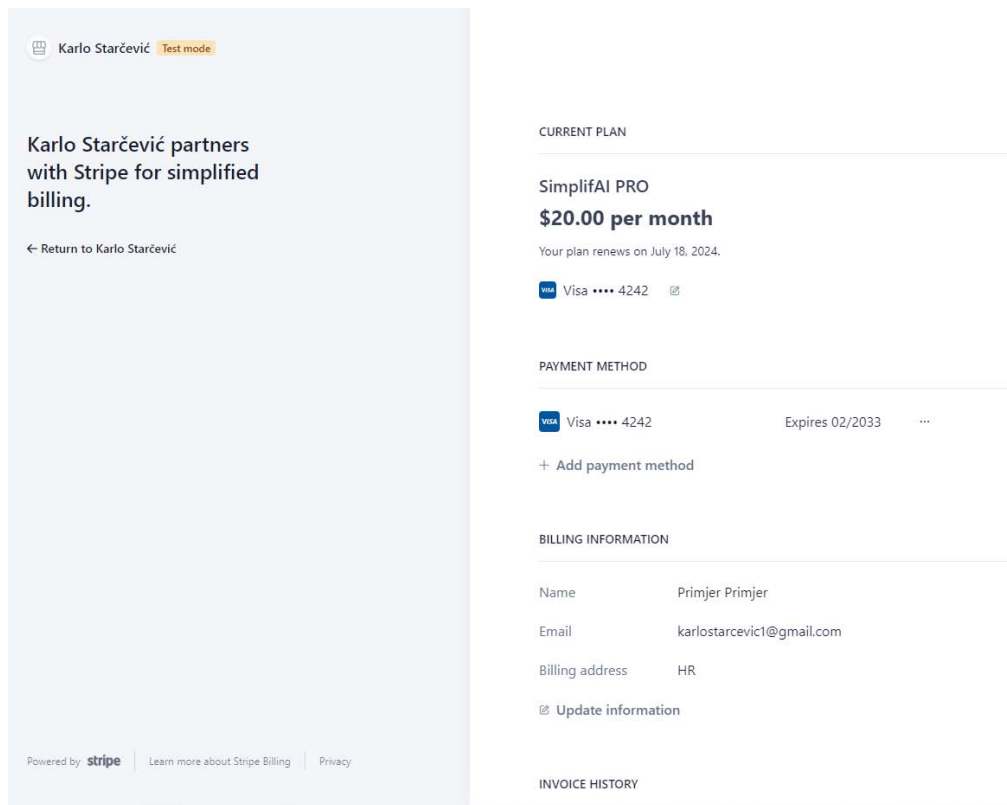 Karlo Starčević Test mode
Karlo Starčević partners
with Stripe for simplified
billing.
← Return to Karlo Starčević
Powered by stripe
Learn more about Stripe Billing
Privacy
CURRENT PLAN
SimplifAI PRO
$20.00 per month
Your plan renews on July 18, 2024.
VISA Visa •••• 4242
PAYMENT METHOD
VISA Visa •••• 4242 Expires 02/2033 ···
+ Add payment method
BILLING INFORMATION
Name Primjer Primjer
Email karlostarcevic1@gmail.com
Billing address HR
Update information
INVOICE HISTORY